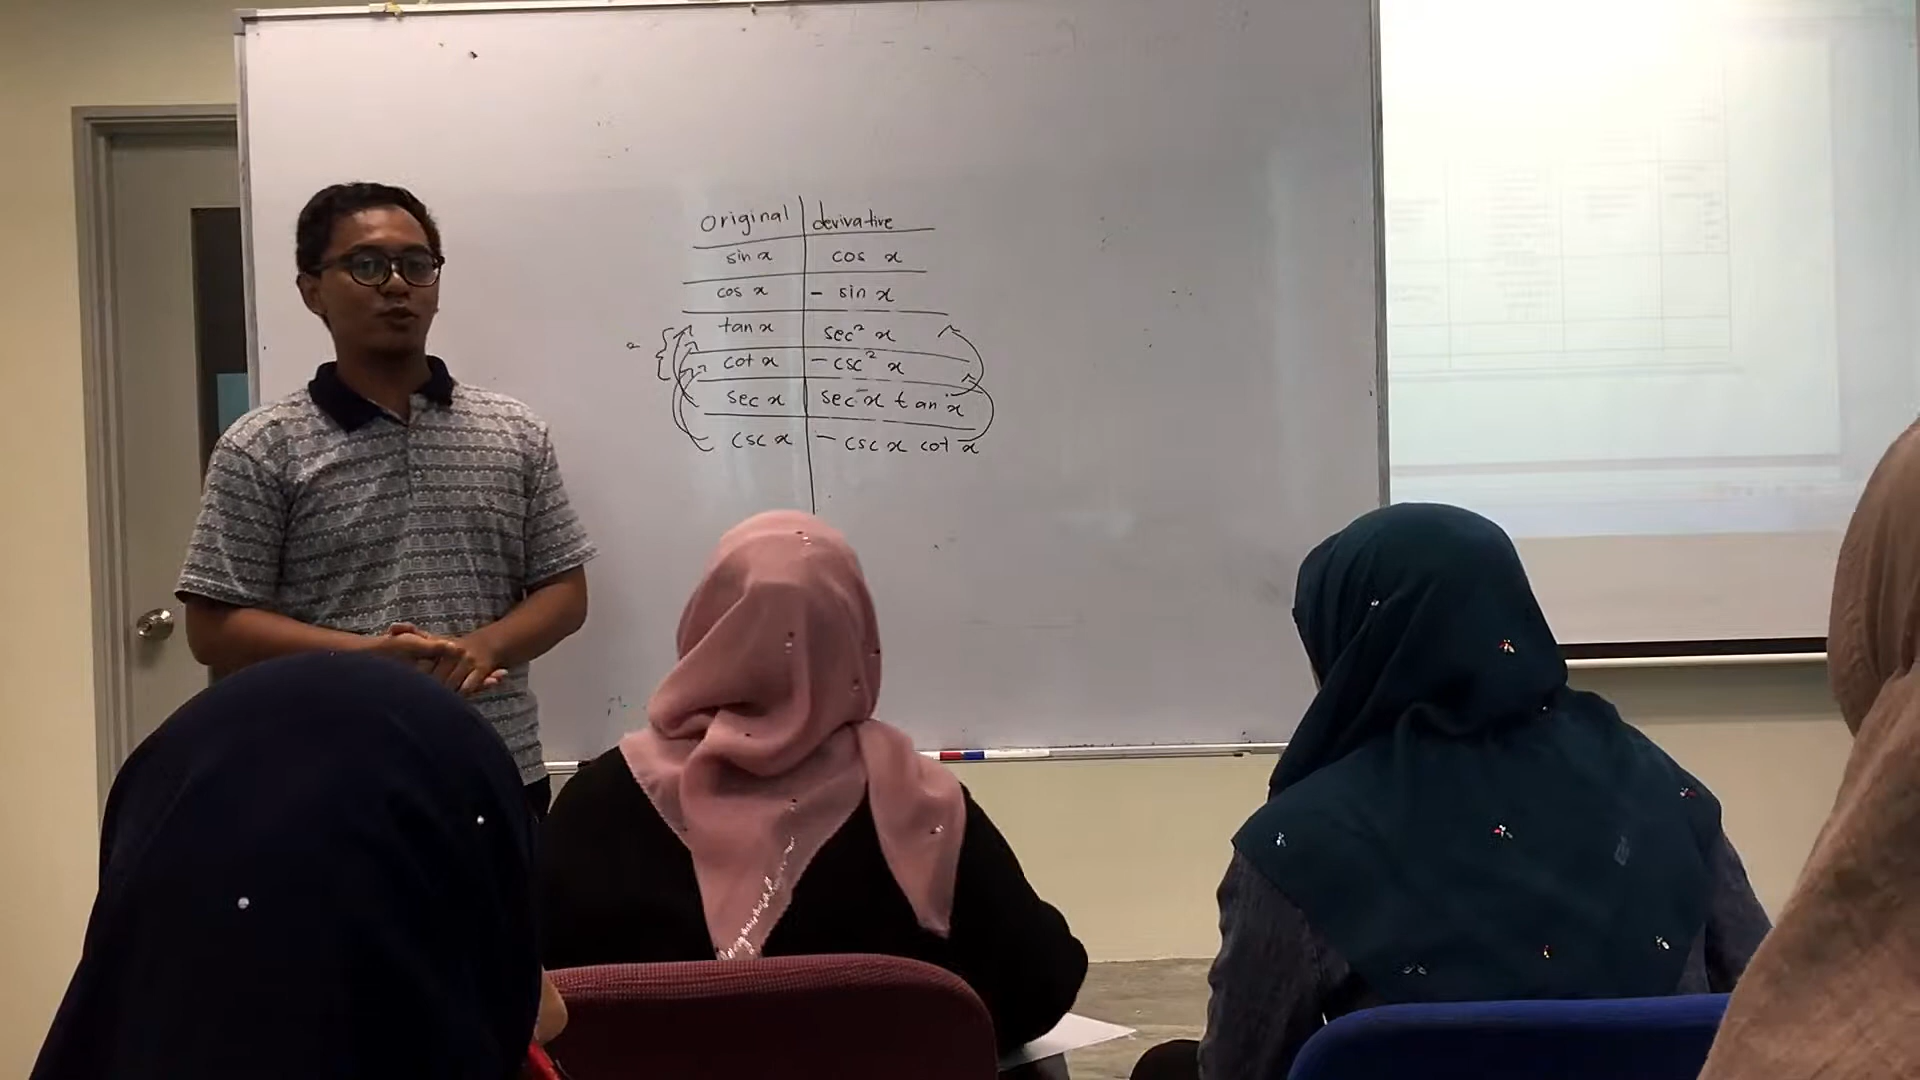 original derivative
sin x cos x
cos x - sin x
tan x sec² x
cot x - csc² x
sec x sec x tan x
csc x - csc x cot x